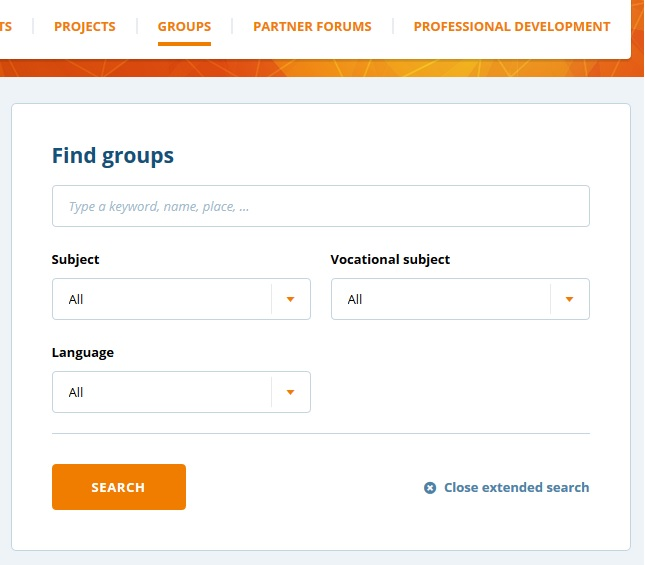 TS PROJECTS GROUPS PARTNER FORUMS PROFESSIONAL DEVELOPMENT
Find groups
Type a keyword, name, place, ...
Subject Vocational subject
All All
Language
All
SEARCH Close extended search